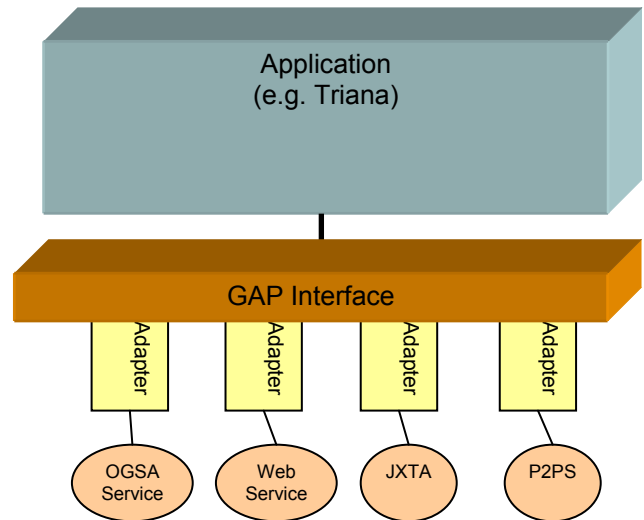 Application
(e.g. Triana)
GAP Interface
Adapter
Adapter
Adapter
Adapter
OGSA
Service
Web
Service
JXTA
P2PS